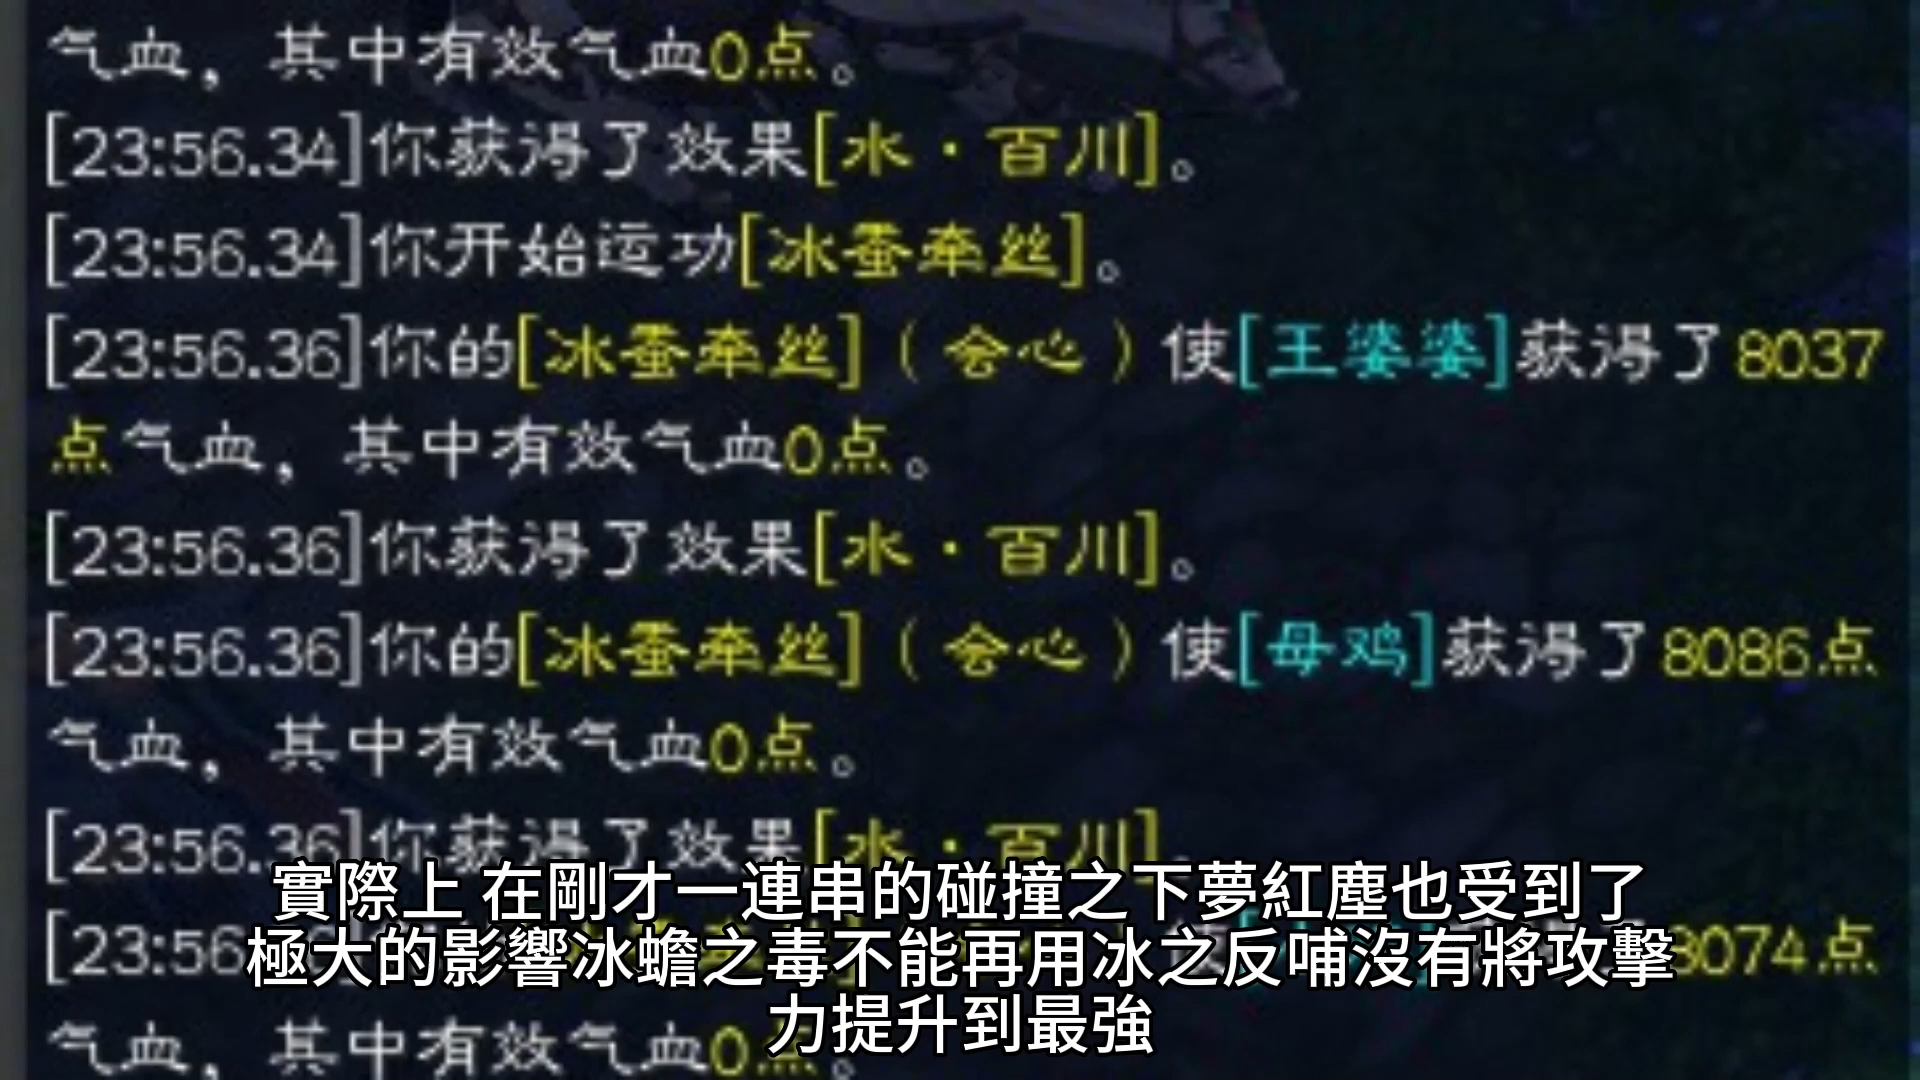 气血，其中有效气血0点。
[23:56.34]你获得了效果[水·百川]。
[23:56.34]你开始运功[冰蚕牵丝]。
[23:56.36]你的[冰蚕牵丝]（会心）使[王婆婆]获得了8037
点气血，其中有效气血0点。
[23:56.36]你获得了效果[水·百川]。
[23:56.36]你的[冰蚕牵丝]（会心）使[母鸡]获得了8086点
气血，其中有效气血0点。
[23:56.36]你获得了效果[水·百川]。
[23:56 8074点
气血，其中有效气血0点。
實際上 在剛才一連串的碰撞之下夢紅塵也受到了
極大的影響冰蟾之毒不能再用冰之反哺沒有將攻擊
力提升到最強